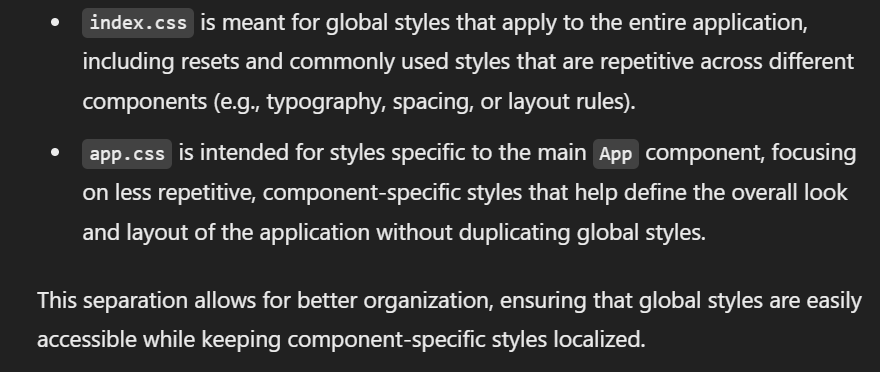 • index.css is meant for global styles that apply to the entire application,
including resets and commonly used styles that are repetitive across different
components (e.g., typography, spacing, or layout rules).
• app.css is intended for styles specific to the main App component, focusing
on less repetitive, component-specific styles that help define the overall look
and layout of the application without duplicating global styles.
This separation allows for better organization, ensuring that global styles are easily
accessible while keeping component-specific styles localized.